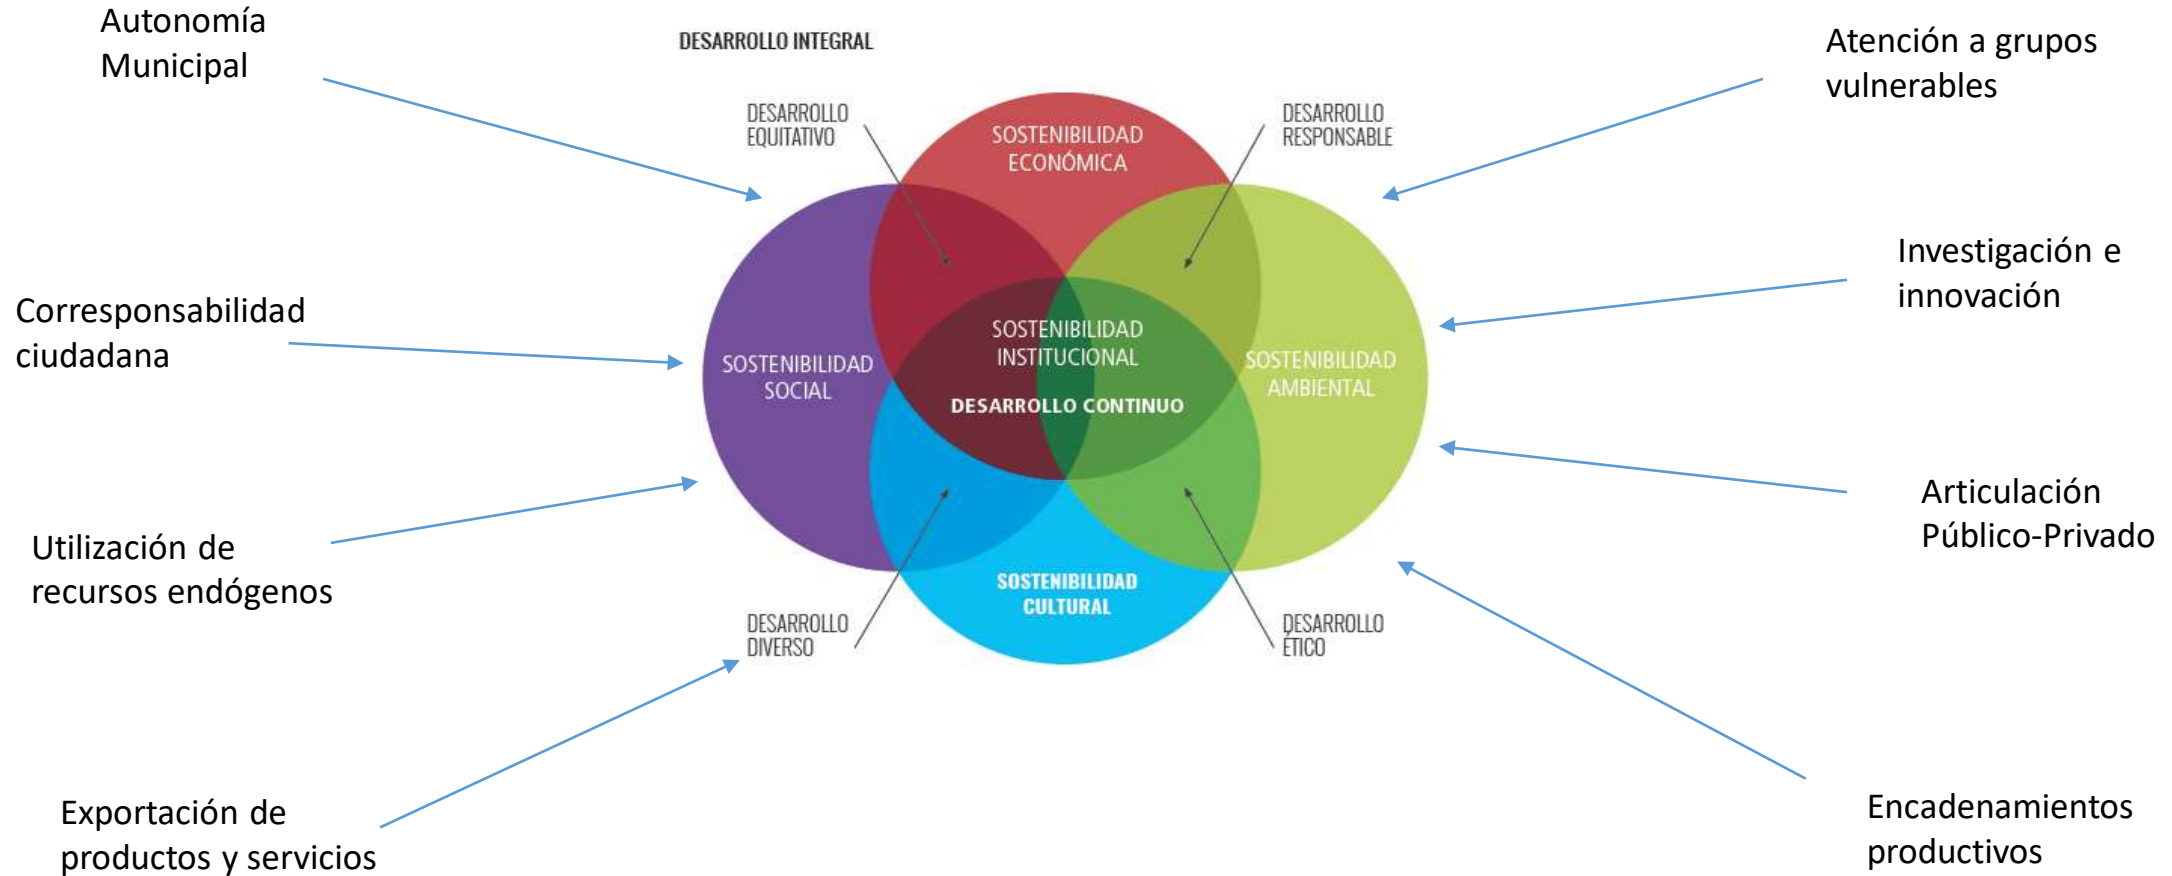 Autonomía
Municipal
DESARROLLO INTEGRAL
Atención a grupos
vulnerables
DESARROLLO
EQUITATIVO
SOSTENIBILIDAD
ECONÓMICA
DESARROLLO
RESPONSABLE
Corresponsabilidad
ciudadana
Investigación e
innovación
SOSTENIBILIDAD
SOCIAL
SOSTENIBILIDAD
INSTITUCIONAL
DESARROLLO CONTINUO
SOSTENIBILIDAD
AMBIENTAL
Utilización de
recursos endógenos
Articulación
Público-Privado
SOSTENIBILIDAD
CULTURAL
DESARROLLO
DIVERSO
DESARROLLO
ÉTICO
Exportación de
productos y servicios
Encadenamientos
productivos